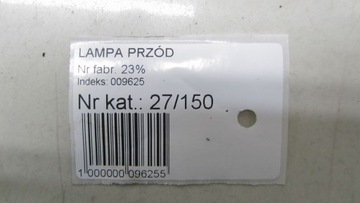 LAMPA PRZÓD
Nr fabr. 23%
Indeks: 009625
Nr kat.: 27/150
1 000000 096255